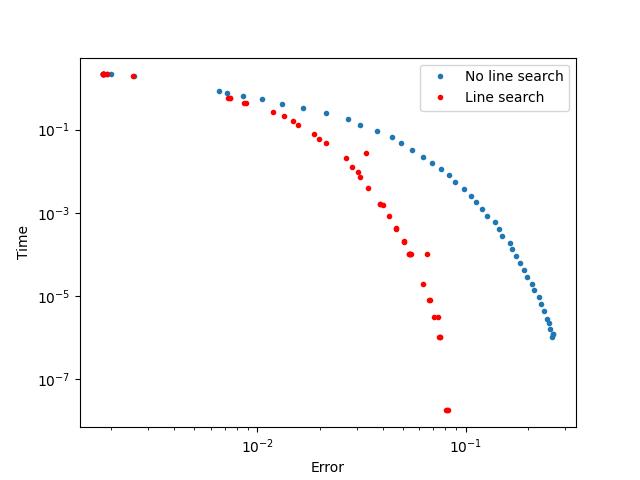 No line search
Line search
10⁻¹
10⁻³
10⁻⁵
10⁻⁷
Time
10⁻² 10⁻¹
Error